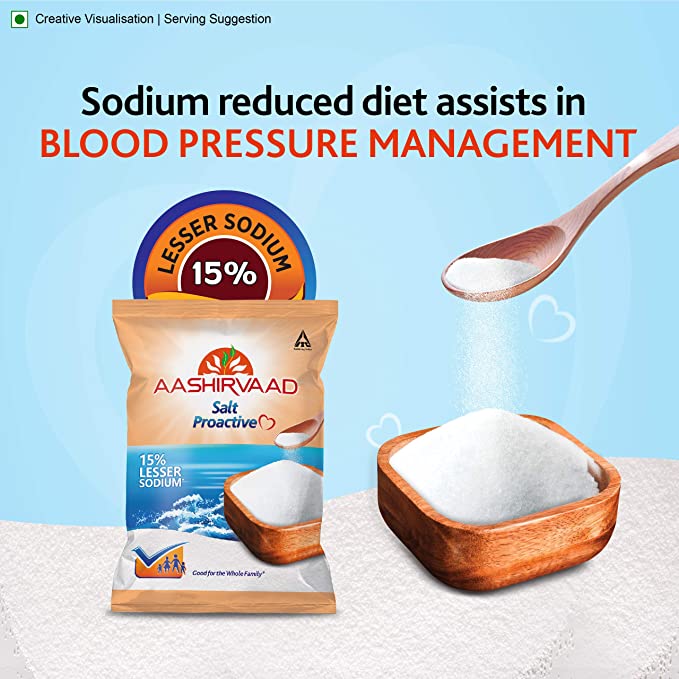 Creative Visualisation | Serving Suggestion
Sodium reduced diet assists in
BLOOD PRESSURE MANAGEMENT
LESSER SODIUM
15%
AASHIRVAAD
Salt
Proactive
15%
LESSER
SODIUM*
Good for the Whole Family*